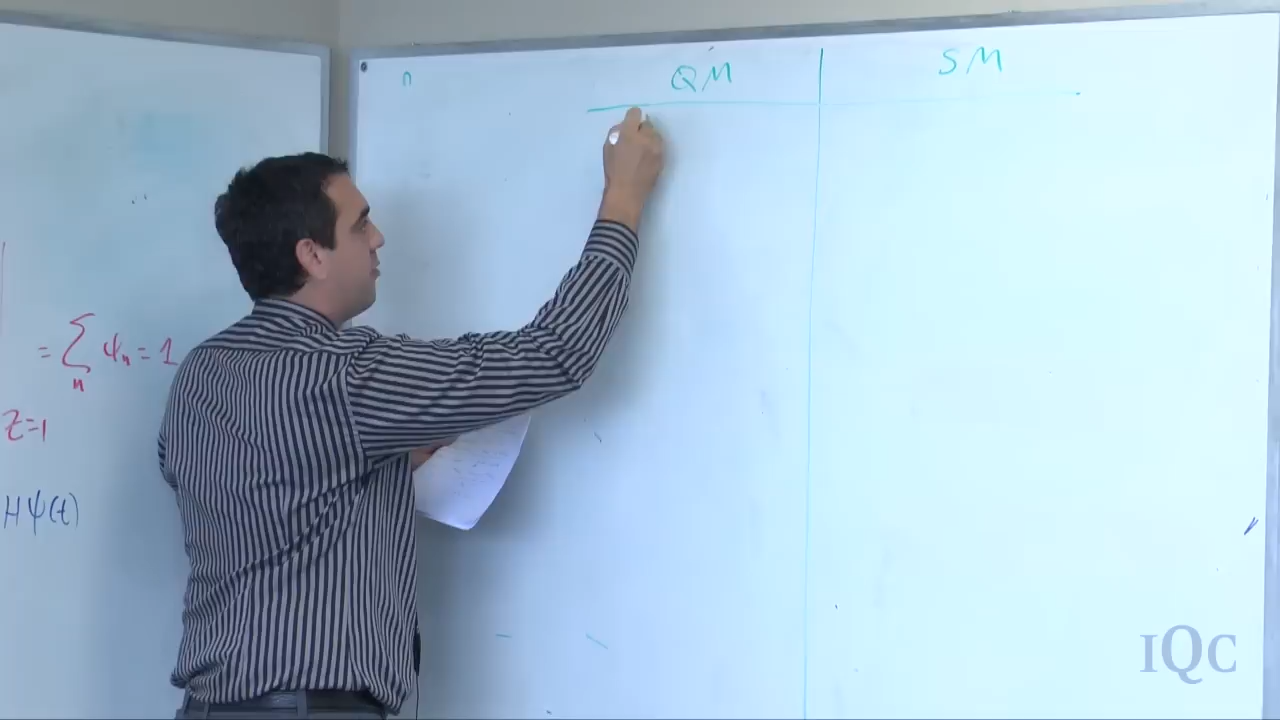 n QM SM
= Σ ψₙ = 1
n
Z=1
Hψ(t)
IQC